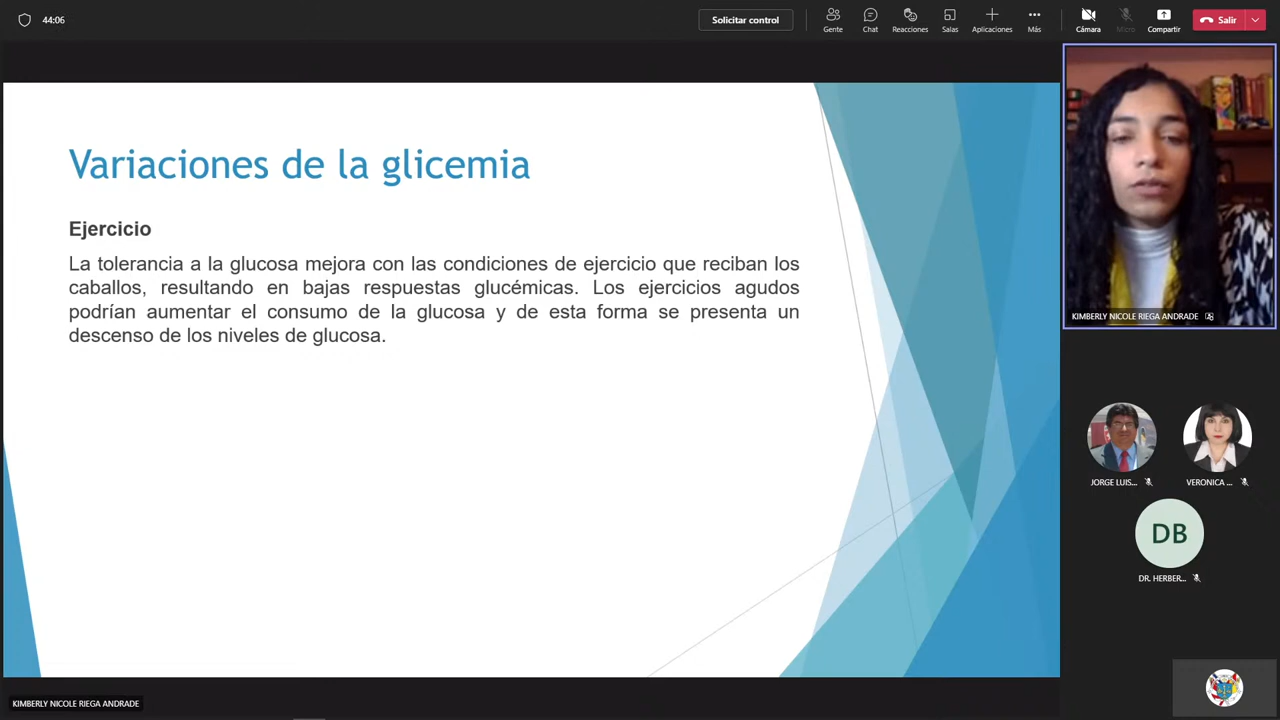 44:06
Solicitar control
Gente
Chat
Reacciones
Salas
Aplicaciones
Más
Cámara
Micro
Compartir
Salir
Variaciones de la glicemia
Ejercicio
La tolerancia a la glucosa mejora con las condiciones de ejercicio que reciban los
caballos, resultando en bajas respuestas glucémicas. Los ejercicios agudos
podrían aumentar el consumo de la glucosa y de esta forma se presenta un
descenso de los niveles de glucosa.
KIMBERLY NICOLE RIEGA ANDRADE
JORGE LUIS...
VERONICA ...
DB
DR. HERBER...
KIMBERLY NICOLE RIEGA ANDRADE